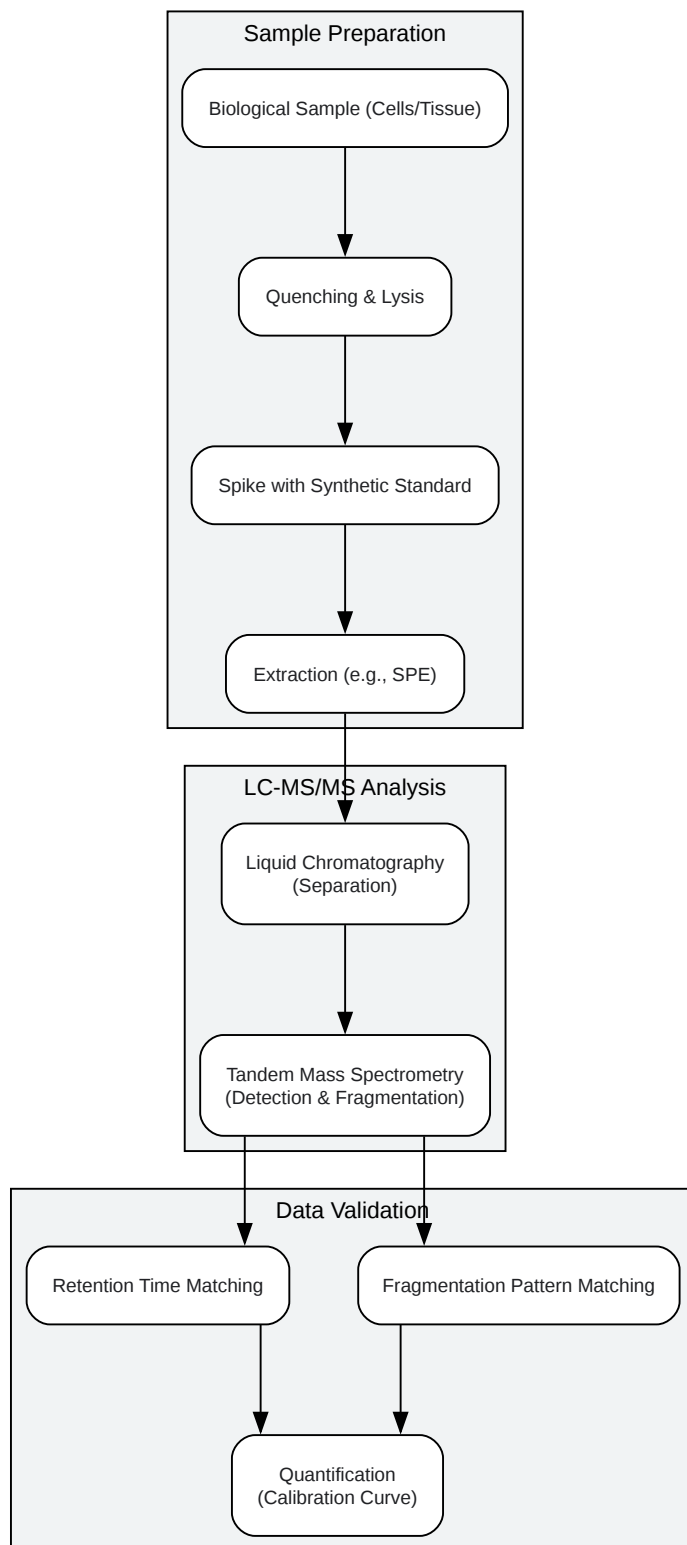 Sample Preparation
Biological Sample (Cells/Tissue)
Quenching & Lysis
Spike with Synthetic Standard
Extraction (e.g., SPE)
LC-MS/MS Analysis
Liquid Chromatography
(Separation)
Tandem Mass Spectrometry
(Detection & Fragmentation)
Data Validation
Retention Time Matching
Fragmentation Pattern Matching
Quantification
(Calibration Curve)